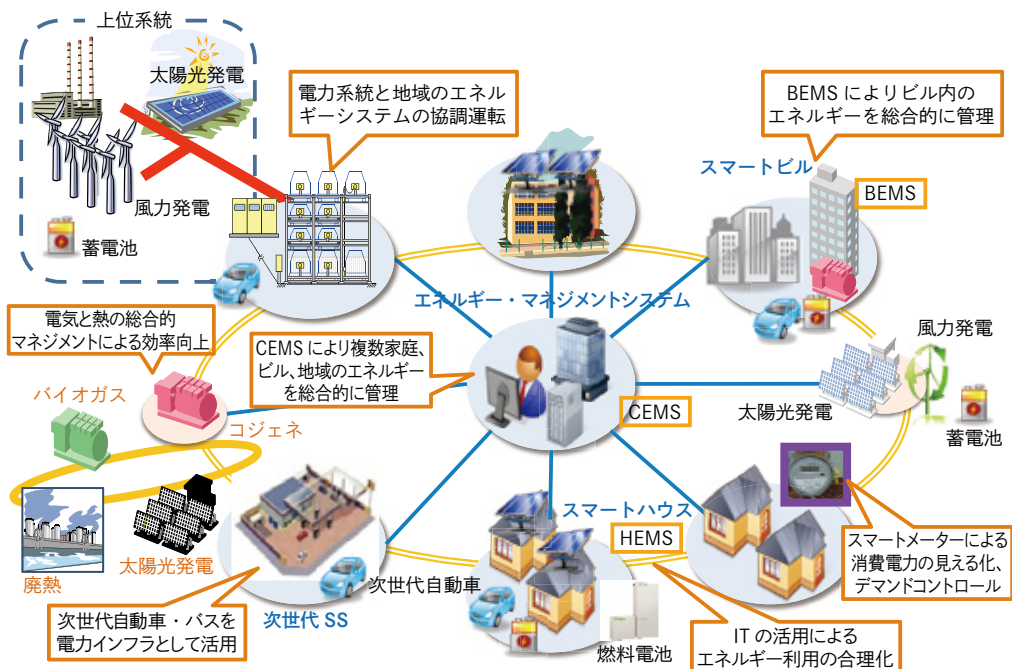 上位系統
太陽光発電
風力発電
蓄電池
電力系統と地域のエネル
ギーシステムの協調運転
BEMS によりビル内の
エネルギーを総合的に管理
スマートビル
BEMS
エネルギー・マネジメントシステム
電気と熱の総合的
マネジメントによる効率向上
CEMS により複数家庭、
ビル、地域のエネルギー
を総合的に管理
CEMS
風力発電
太陽光発電
蓄電池
バイオガス
コジェネ
廃熱
太陽光発電
スマートハウス
HEMS
スマートメーターによる
消費電力の見える化、
デマンドコントロール
次世代自動車
次世代 SS
次世代自動車・バスを
電力インフラとして活用
燃料電池
IT の活用による
エネルギー利用の合理化